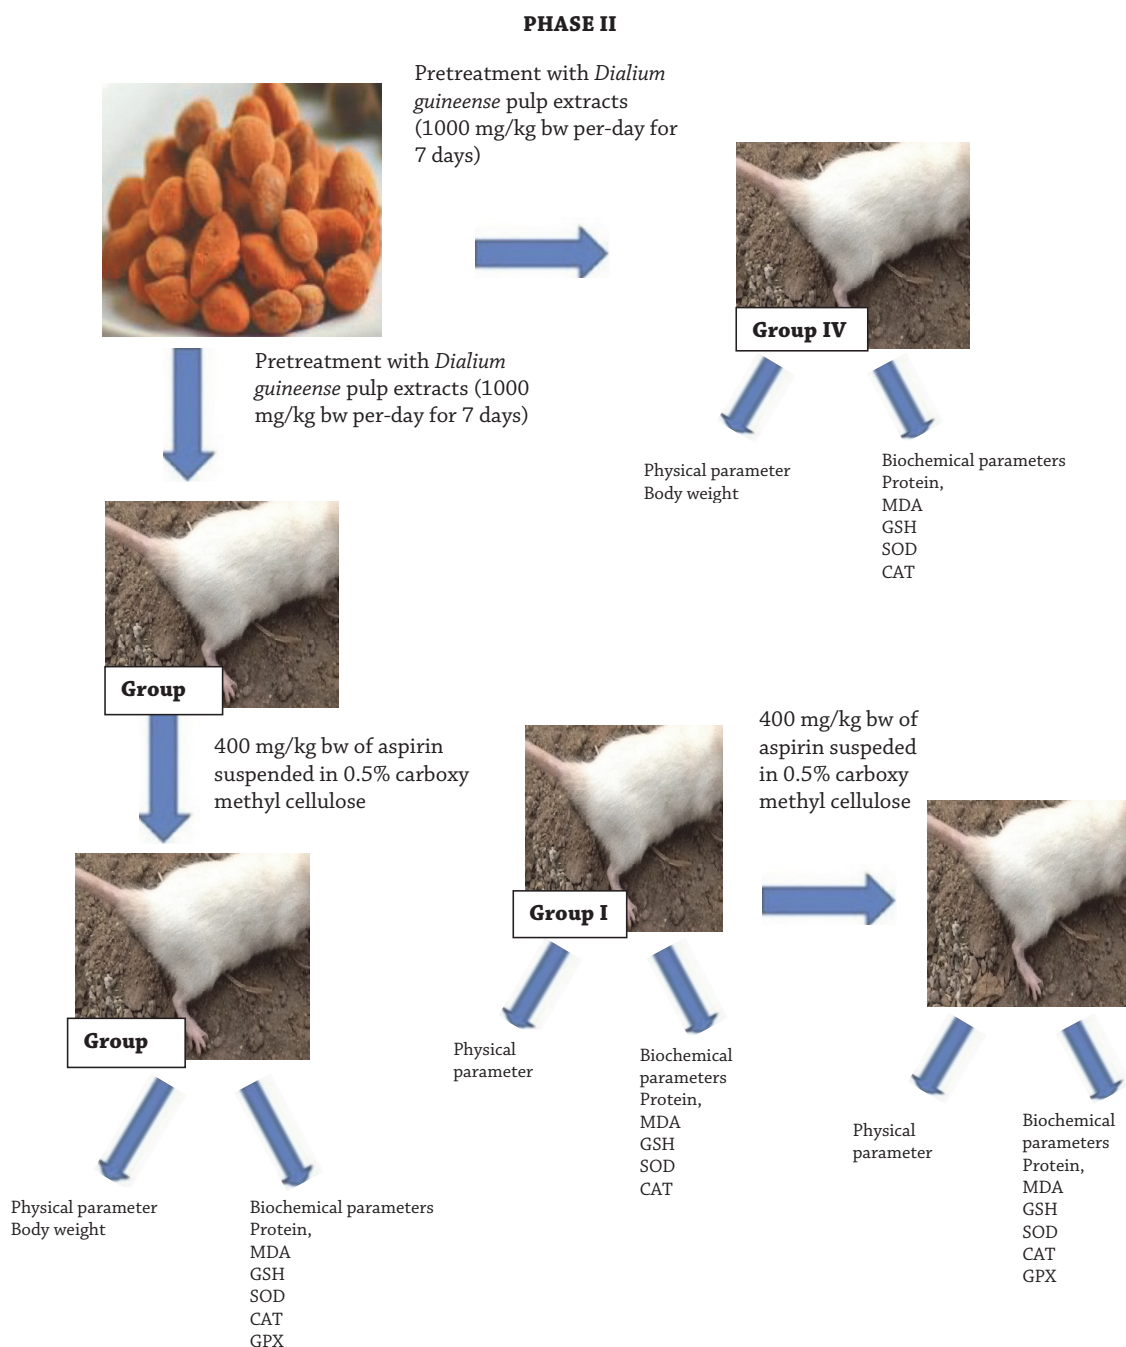 PHASE II
Pretreatment with Dialium
guineense pulp extracts
(1000 mg/kg bw per-day for
7 days)
Group IV
Pretreatment with Dialium
guineense pulp extracts (1000
mg/kg bw per-day for 7 days)
Physical parameter
Body weight
Biochemical parameters
Protein,
MDA
GSH
SOD
CAT
Group
400 mg/kg bw of aspirin
suspended in 0.5% carboxy
methyl cellulose
400 mg/kg bw of
aspirin suspeded
in 0.5% carboxy
methyl cellulose
Group I
Group
Physical
parameter
Biochemical
parameters
Protein,
MDA
GSH
SOD
CAT
Physical
parameter
Biochemical
parameters
Protein,
MDA
GSH
SOD
CAT
GPX
Physical parameter
Body weight
Biochemical parameters
Protein,
MDA
GSH
SOD
CAT
GPX